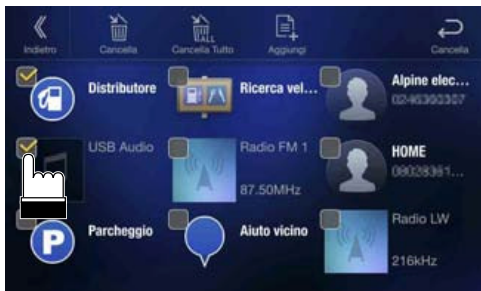 Indietro
Cancella
ALL
Cancella Tutto
Aggiungi
Cancella
Distributore
Ricerca vel...
Alpine elec...
USB Audio
Radio FM 1
87.50MHz
HOME
P
Parcheggio
Aiuto vicino
Radio LW
216kHz